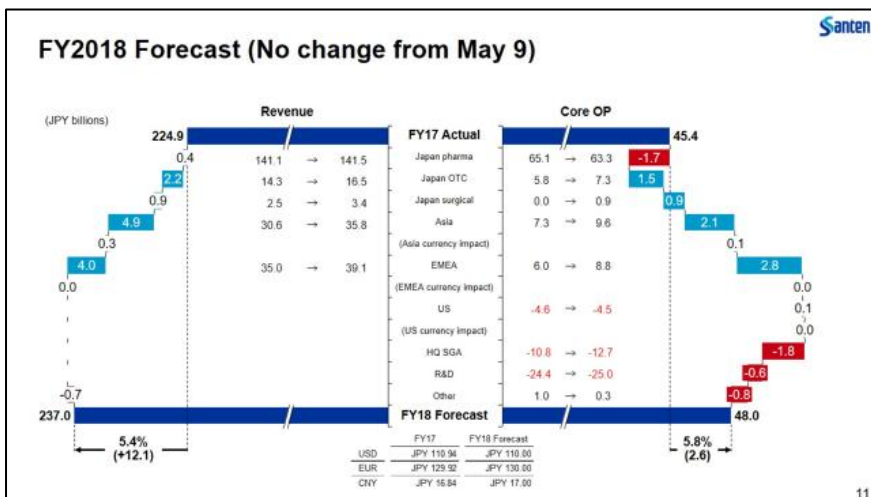 Santen
FY2018 Forecast (No change from May 9)
(JPY billions)
Revenue
Core OP
224.9 FY17 Actual 45.4
0.4 141.1 → 141.5 Japan pharma 65.1 → 63.3 -1.7
2.2 14.3 → 16.5 Japan OTC 5.8 → 7.3 1.5
0.9 2.5 → 3.4 Japan surgical 0.0 → 0.9 0.9
4.9 30.6 → 35.8 Asia 7.3 → 9.6 2.1
0.3 (Asia currency impact) 0.1
4.0 35.0 → 39.1 EMEA 6.0 → 8.8 2.8
0.0 (EMEA currency impact) 0.0
US -4.6 → -4.5 0.1
(US currency impact) 0.0
HQ SGA -10.8 → -12.7 -1.8
R&D -24.4 → -25.0 -0.6
-0.7 Other 1.0 → 0.3 -0.8
237.0 FY18 Forecast 48.0
5.4%
(+12.1)
5.8%
(2.6)
FY17 FY18 Forecast
USD JPY 110.94 JPY 110.00
EUR JPY 129.92 JPY 130.00
CNY JPY 16.84 JPY 17.00
11